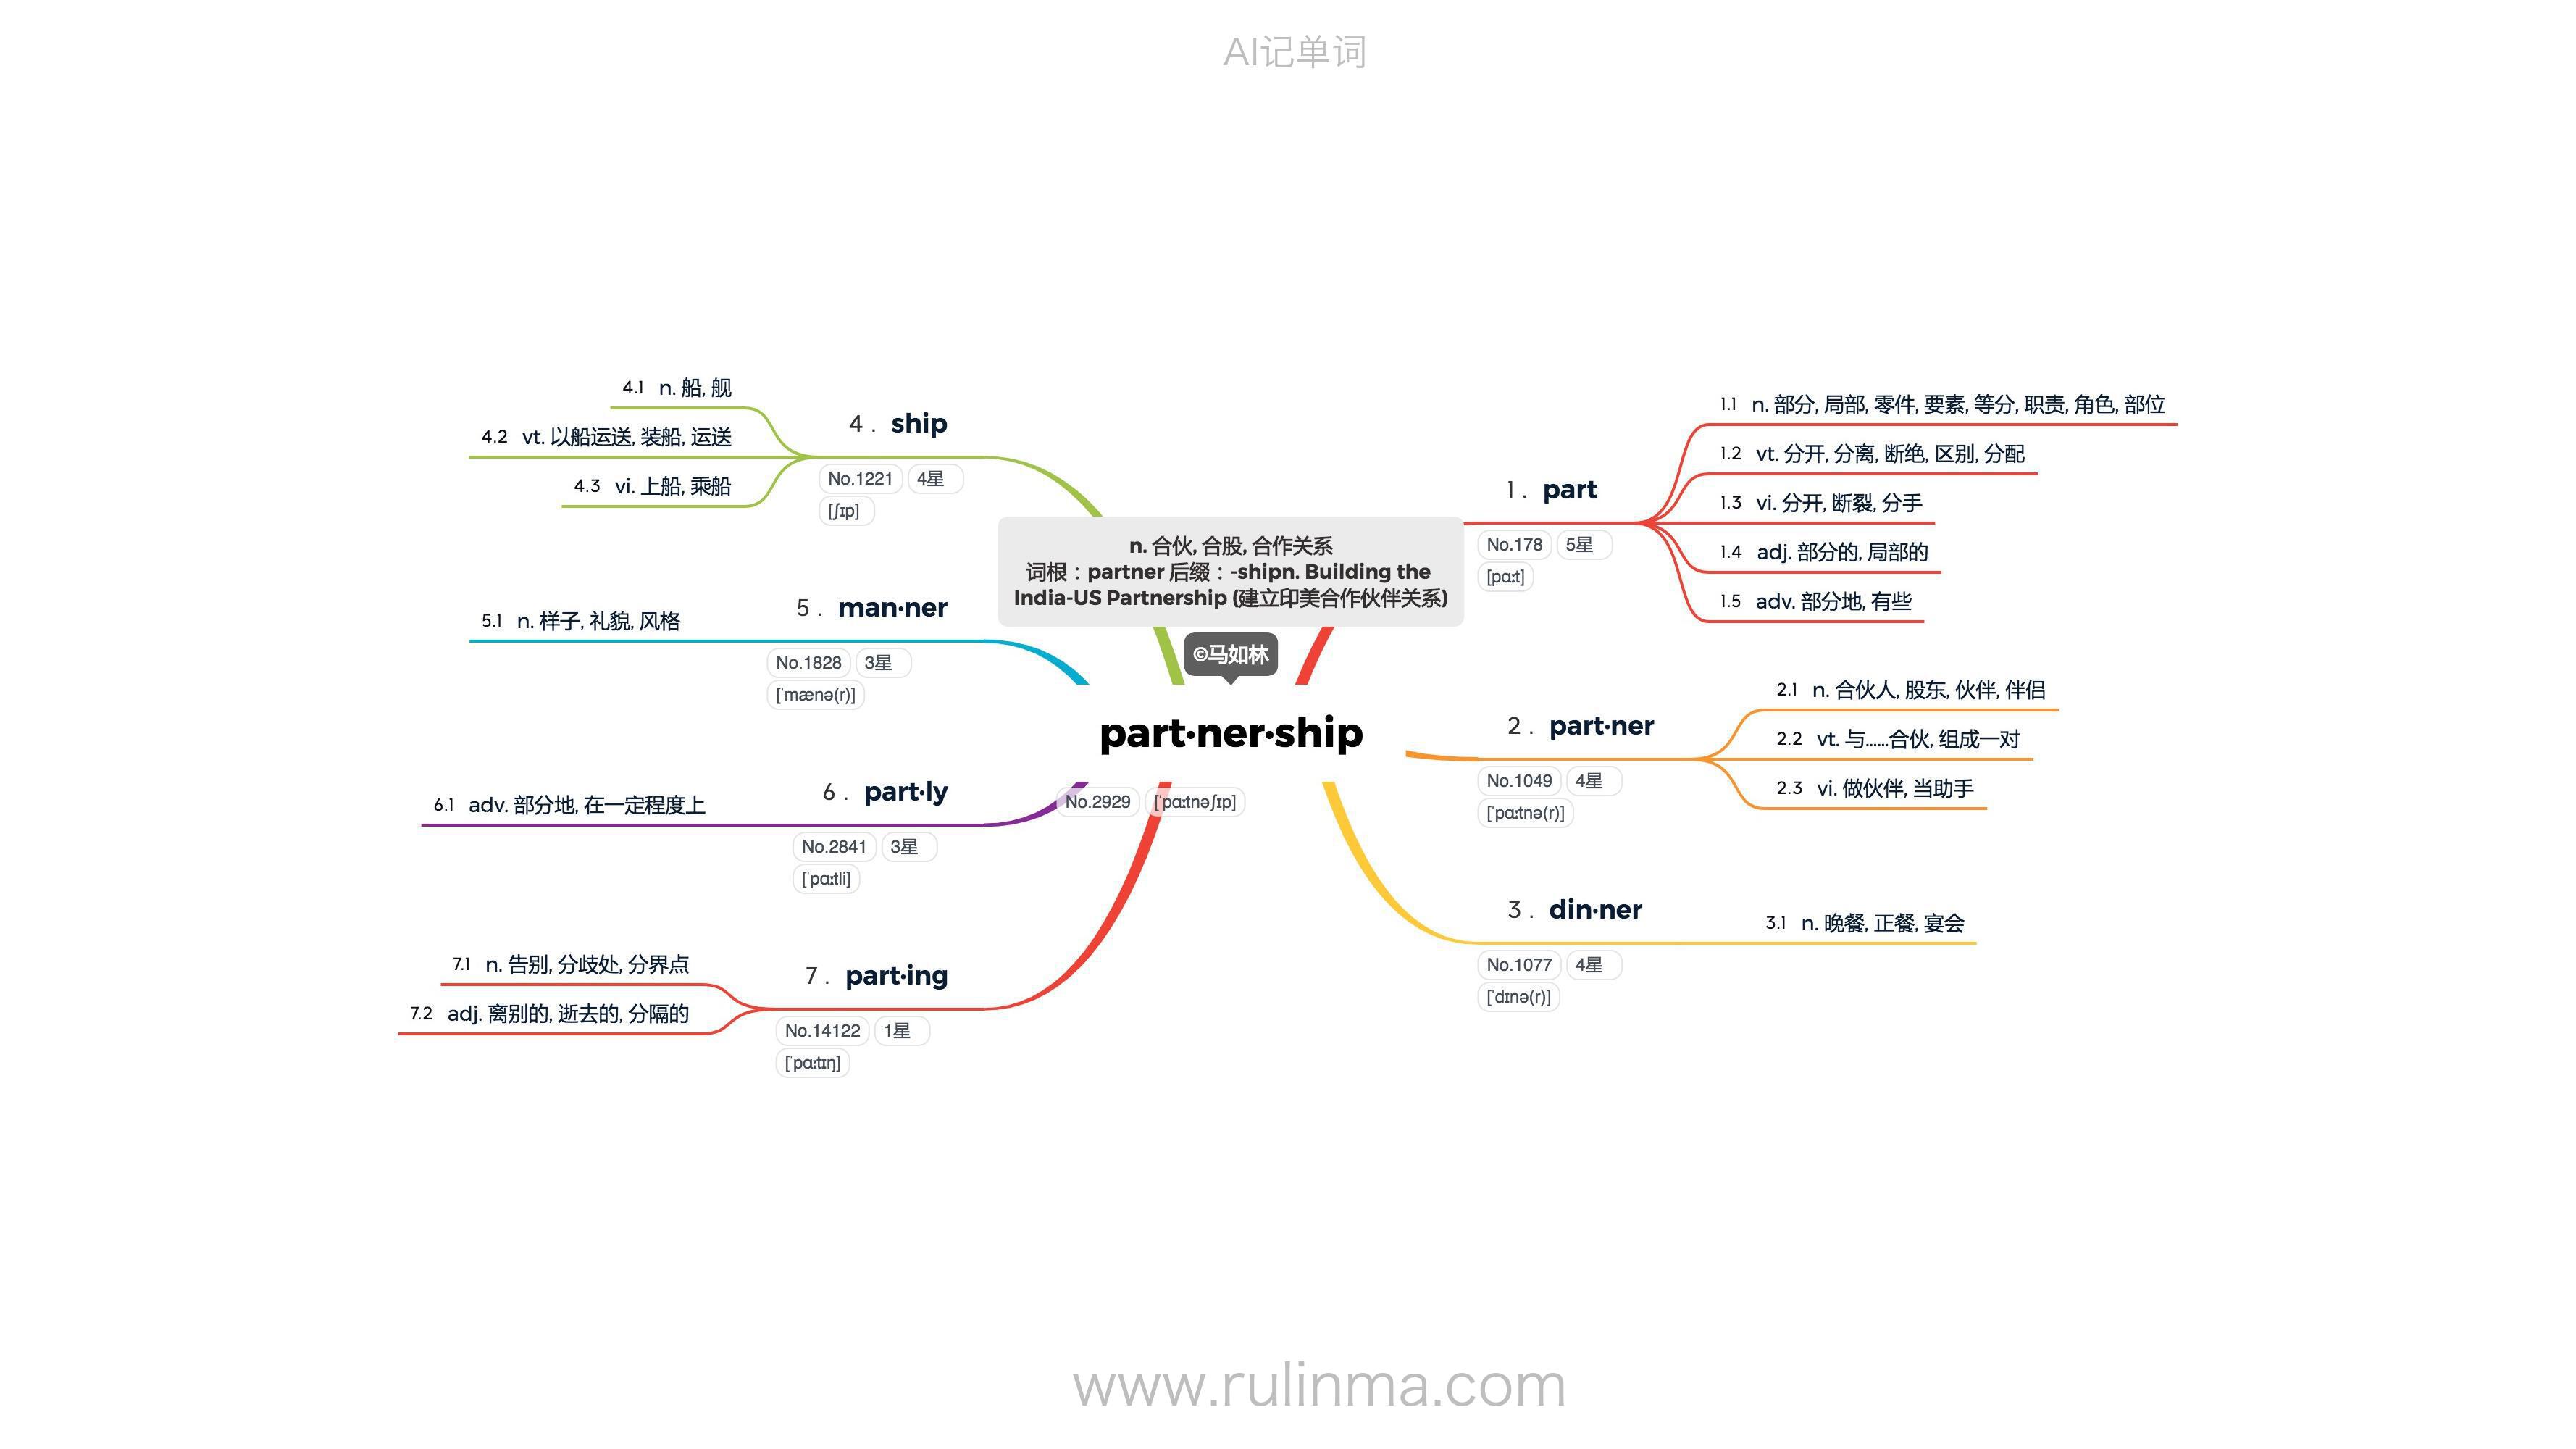 AI记单词
n. 合伙, 合股, 合作关系
词根：partner 后缀：-shipn. Building the
India-US Partnership (建立印美合作伙伴关系)
©马如林
part·ner·ship
No.2929 [ˈpɑːtnəʃɪp]
1 . part
No.178 5星
[pɑːt]
1.1 n. 部分, 局部, 零件, 要素, 等分, 职责, 角色, 部位
1.2 vt. 分开, 分离, 断绝, 区别, 分配
1.3 vi. 分开, 断裂, 分手
1.4 adj. 部分的, 局部的
1.5 adv. 部分地, 有些
2 . part·ner
No.1049 4星
[ˈpɑːtnə(r)]
2.1 n. 合伙人, 股东, 伙伴, 伴侣
2.2 vt. 与……合伙, 组成一对
2.3 vi. 做伙伴, 当助手
3 . din·ner
No.1077 4星
[ˈdɪnə(r)]
3.1 n. 晚餐, 正餐, 宴会
4 . ship
No.1221 4星
[ʃɪp]
4.1 n. 船, 舰
4.2 vt. 以船运送, 装船, 运送
4.3 vi. 上船, 乘船
5 . man·ner
No.1828 3星
[ˈmænə(r)]
5.1 n. 样子, 礼貌, 风格
6 . part·ly
No.2841 3星
[ˈpɑːtli]
6.1 adv. 部分地, 在一定程度上
7 . part·ing
No.14122 1星
[ˈpɑːtɪŋ]
7.1 n. 告别, 分歧处, 分界点
7.2 adj. 离别的, 逝去的, 分隔的
www.rulinma.com